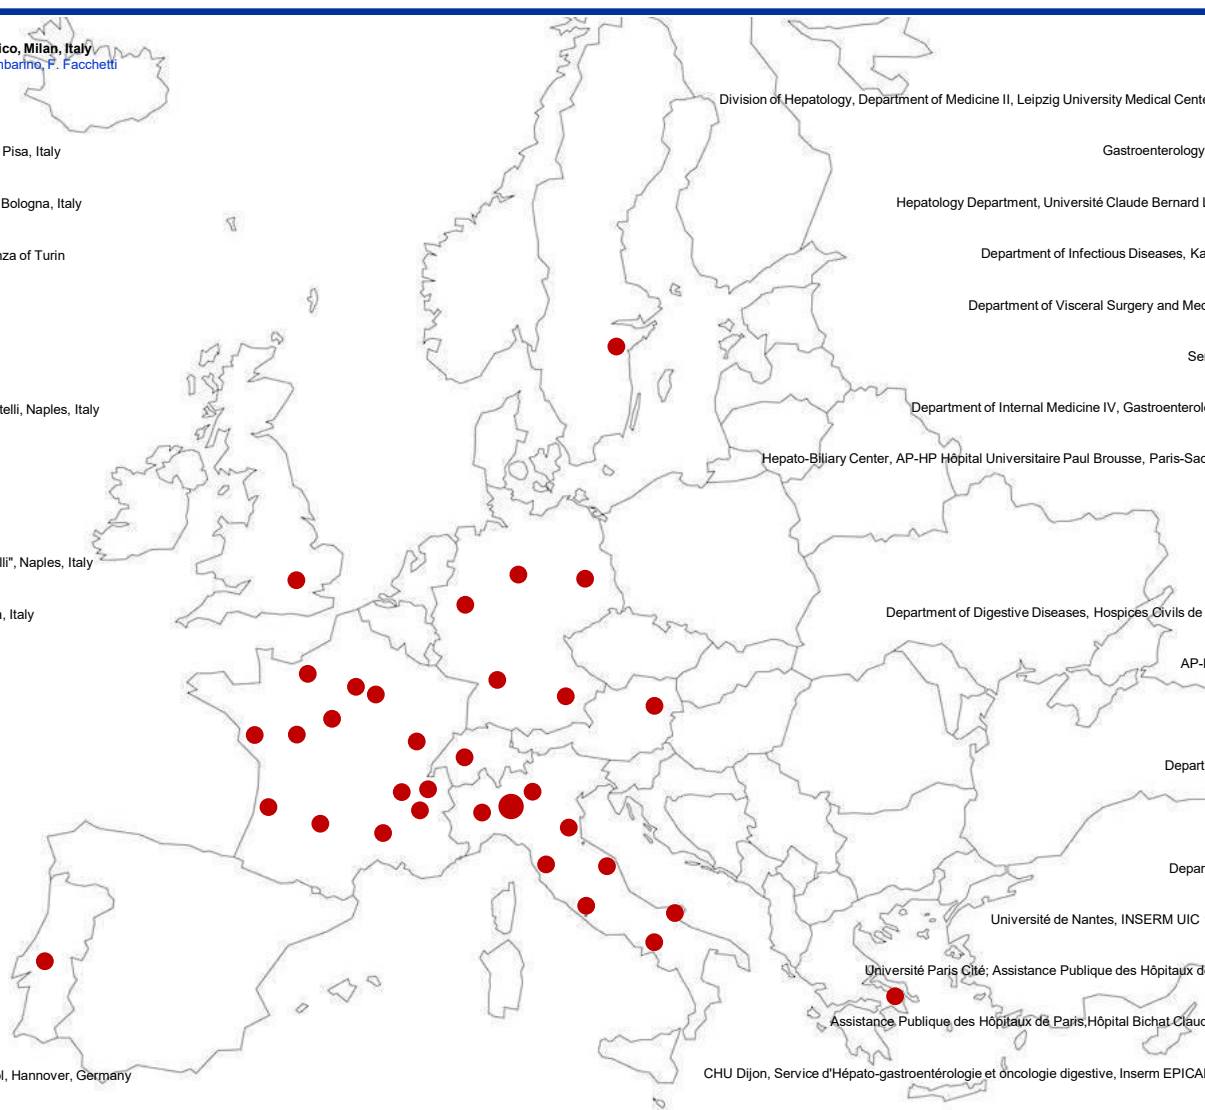 ico, Milan, Italy
nbarino, F. Facchetti
Division of Hepatology, Department of Medicine II, Leipzig University Medical Cente
Pisa, Italy
Gastroenterology
Bologna, Italy
Hepatology Department, Université Claude Bernard L
nza of Turin
Department of Infectious Diseases, Ka
Department of Visceral Surgery and Med
Se
telli, Naples, Italy
Department of Internal Medicine IV, Gastroenterol
Hepato-Biliary Center, AP-HP Hôpital Universitaire Paul Brousse, Paris-Sac
lli", Naples, Italy
, Italy
Department of Digestive Diseases, Hospices Civils de
AP-
Depart
Depar
Université de Nantes, INSERM UIC
Université Paris Cité; Assistance Publique des Hôpitaux d
Assistance Publique des Hôpitaux de Paris,Hôpital Bichat Claud
CHU Dijon, Service d'Hépato-gastroentérologie et oncologie digestive, Inserm EPICA
l, Hannover, Germany